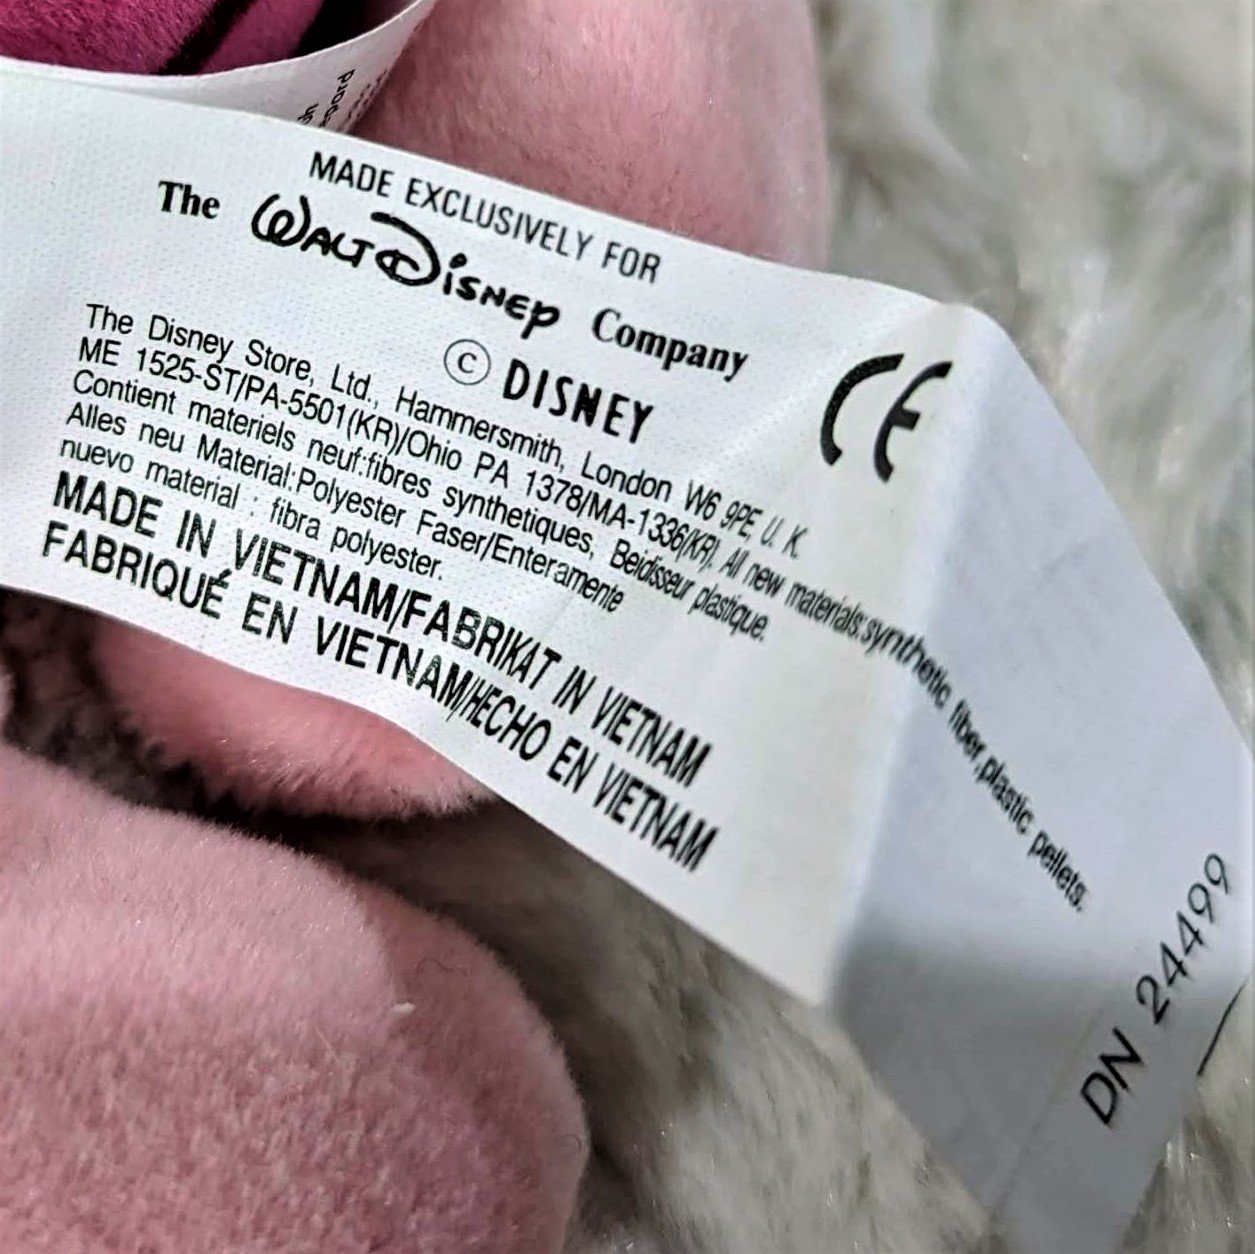 MADE EXCLUSIVELY FOR
The WALT DISNEY Company
© DISNEY
CE
The Disney Store, Ltd., Hammersmith, London W6 9PE, U. K.
ME 1525-ST/PA-5501(KR)/Ohio PA 1378/MA-1336(KR). All new materials:synthetic fiber,plastic pellets.
Contient materiels neuf:fibres synthetiques, Beidisseur plastique.
Alles neu Material:Polyester Faser/Enteramente
nuevo material : fibra polyester.
MADE IN VIETNAM/FABRIKAT IN VIETNAM
FABRIQUÉ EN VIETNAM/HECHO EN VIETNAM
DN 24499